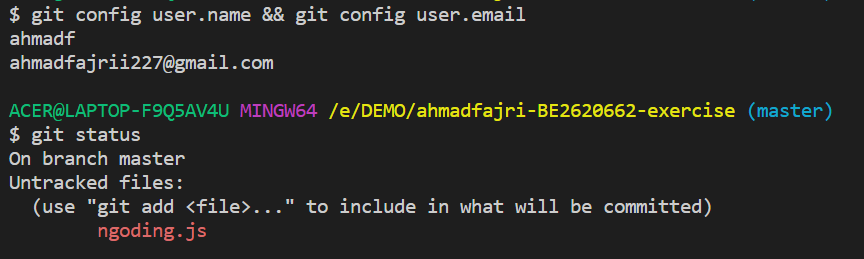 $ git config user.name && git config user.email
ahmadf
ahmadfajrii227@gmail.com
ACER@LAPTOP-F9Q5AV4U MINGW64 /e/DEMO/ahmadfajri-BE2620662-exercise (master)
$ git status
On branch master
Untracked files:
  (use "git add <file>..." to include in what will be committed)
        ngoding.js